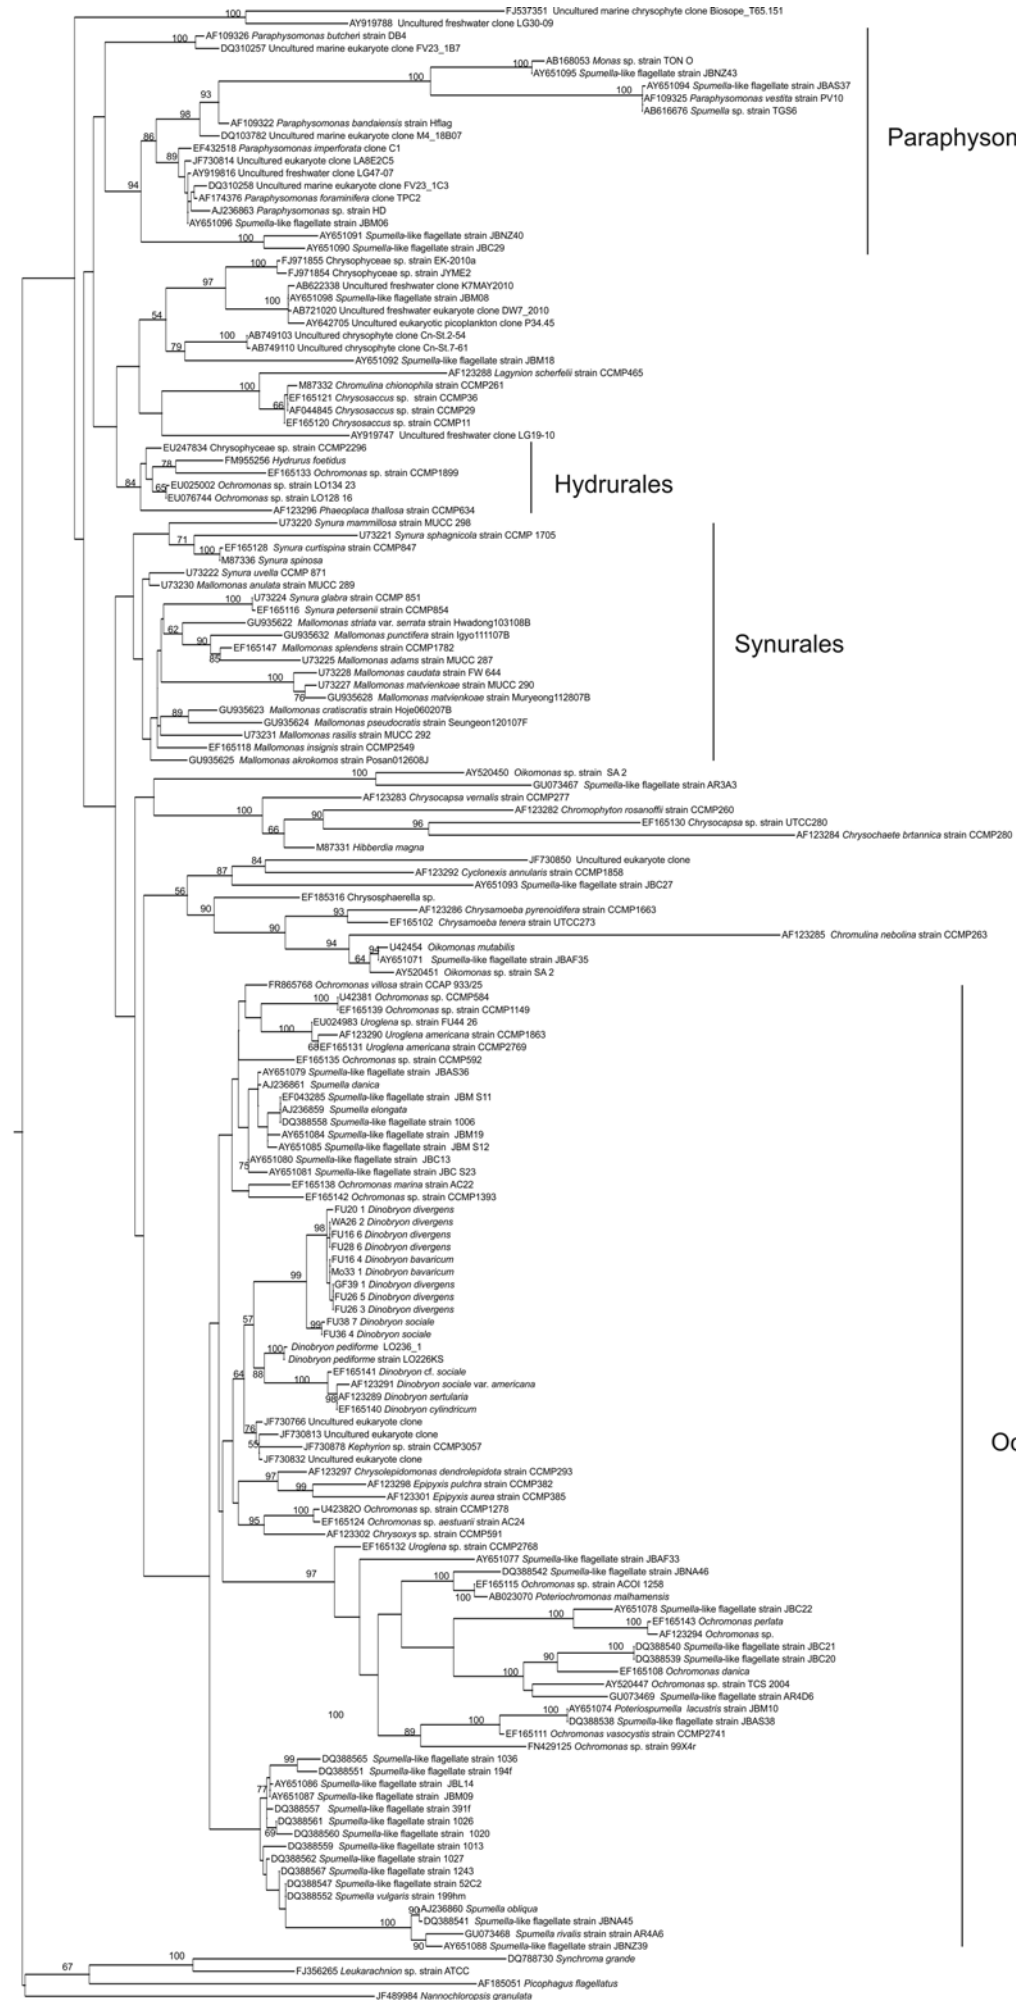 FJ537351 Uncultured marine chrysophyte clone Biosope_T65.151
100
AY919788 Uncultured freshwater clone LG30-09
AF109326 Paraphysomonas butcheri strain DB4
100
DQ310257 Uncultured marine eukaryote clone FV23_1B7
AB168053 Monas sp. strain TON O
100
AY651095 Spumella-like flagellate strain JBNZ43
100
AY651094 Spumella-like flagellate strain JBAS37
100
AF109325 Paraphysomonas vestita strain PV10
93
AB616676 Spumella sp. strain TGS6
98
AF109322 Paraphysomonas bandaiensis strain Hflag
86
DQ103782 Uncultured marine eukaryote clone M4_18B07
Paraphysom
EF432518 Paraphysomonas imperforata clone C1
89
JF730814 Uncultured eukaryote clone LA8E2C5
AY919816 Uncultured freshwater clone LG47-07
94
DQ310258 Uncultured marine eukaryote clone FV23_1C3
AF174376 Paraphysomonas foraminifera clone TPC2
AJ236863 Paraphysomonas sp. strain HD
AY651096 Spumella-like flagellate strain JBM06
100
AY651091 Spumella-like flagellate strain JBNZ40
AY651090 Spumella-like flagellate strain JBC29
100
FJ971855 Chrysophyceae sp. strain EK-2010a
FJ971854 Chrysophyceae sp. strain JYME2
97
AB622338 Uncultured freshwater clone K7MAY2010
100
AY651098 Spumella-like flagellate strain JBM08
AB721020 Uncultured freshwater eukaryote clone DW7_2010
54
AY642705 Uncultured eukaryotic picoplankton clone P34.45
100
AB749103 Uncultured chrysophyte clone Cn-St.2-54
79
AB749110 Uncultured chrysophyte clone Cn-St.7-61
AY651092 Spumella-like flagellate strain JBM18
AF123288 Lagynion scherfelii strain CCMP465
100
M87332 Chromulina chionophila strain CCMP261
EF165121 Chrysosaccus sp. strain CCMP36
66
AF044845 Chrysosaccus sp. strain CCMP29
EF165120 Chrysosaccus sp. strain CCMP11
AY919747 Uncultured freshwater clone LG19-10
EU247834 Chrysophyceae sp. strain CCMP2296
78
FM955256 Hydrurus foetidus
EF165133 Ochromonas sp. strain CCMP1899
84
65
EU025002 Ochromonas sp. strain LO134 23
Hydrurales
EU076744 Ochromonas sp. strain LO128 16
AF123296 Phaeoplaca thallosa strain CCMP634
U73220 Synura mammillosa strain MUCC 298
71
U73221 Synura sphagnicola strain CCMP 1705
100
EF165128 Synura curtispina strain CCMP847
M87336 Synura spinosa
U73222 Synura uvella CCMP 871
U73230 Mallomonas anulata strain MUCC 289
100
U73224 Synura glabra strain CCMP 851
EF165116 Synura petersenii strain CCMP854
62
GU935622 Mallomonas striata var. serrata strain Hwadong103108B
90
GU935632 Mallomonas punctifera strain Igyo111107B
Synurales
EF165147 Mallomonas splendens strain CCMP1782
85
U73225 Mallomonas adams strain MUCC 287
100
U73228 Mallomonas caudata strain FW 644
U73227 Mallomonas matvienkoae strain MUCC 290
76
GU935628 Mallomonas matvienkoae strain Muryeong112807B
89
GU935623 Mallomonas cratiscratis strain Hoje060207B
GU935624 Mallomonas pseudocratis strain Seungeon120107F
U73231 Mallomonas rasilis strain MUCC 292
EF165118 Mallomonas insignis strain CCMP2549
GU935625 Mallomonas akrokomos strain Posan012608J
100
AY520450 Oikomonas sp. strain SA 2
GU073467 Spumella-like flagellate strain AR3A3
AF123283 Chrysocapsa vernalis strain CCMP277
100
90
AF123282 Chromophyton rosanoffii strain CCMP260
96
EF165130 Chrysocapsa sp. strain UTCC280
66
AF123284 Chrysochaete brtannica strain CCMP280
M87331 Hibberdia magna
84
JF730850 Uncultured eukaryote clone
87
AF123292 Cyclonexis annularis strain CCMP1858
56
AY651093 Spumella-like flagellate strain JBC27
EF185316 Chrysosphaerella sp.
90
93
AF123286 Chrysamoeba pyrenoidifera strain CCMP1663
90
EF165102 Chrysamoeba tenera strain UTCC273
AF123285 Chromulina nebolina strain CCMP263
94
94
U42454 Oikomonas mutabilis
64
AY651071 Spumella-like flagellate strain JBAF35
AY520451 Oikomonas sp. strain SA 2
FR865768 Ochromonas villosa strain CCAP 933/25
100
U42381 Ochromonas sp. CCMP584
EF165139 Ochromonas sp. strain CCMP1149
100
EU024983 Uroglena sp. strain FU44 26
AF123290 Uroglena americana strain CCMP1863
68
EF165131 Uroglena americana strain CCMP2769
EF165135 Ochromonas sp. strain CCMP592
AY651079 Spumella-like flagellate strain JBAS36
AJ236861 Spumella danica
EF043285 Spumella-like flagellate strain JBM S11
AJ236859 Spumella elongata
DQ388558 Spumella-like flagellate strain 1006
AY651084 Spumella-like flagellate strain JBM19
AY651085 Spumella-like flagellate strain JBM S12
75
AY651080 Spumella-like flagellate strain JBC13
AY651081 Spumella-like flagellate strain JBC S23
EF165138 Ochromonas marina strain AC22
EF165142 Ochromonas sp. strain CCMP1393
FU20 1 Dinobryon divergens
98
WA26 2 Dinobryon divergens
FU16 6 Dinobryon divergens
FU28 6 Dinobryon divergens
FU16 4 Dinobryon bavaricum
99
Mo33 1 Dinobryon bavaricum
GF39 1 Dinobryon divergens
FU26 5 Dinobryon divergens
FU26 3 Dinobryon divergens
57
99
FU38 7 Dinobryon sociale
FU36 4 Dinobryon sociale
100
Dinobryon pediforme LO236_1
Dinobryon pediforme strain LO226KS
64
88
100
EF165141 Dinobryon cf. sociale
AF123291 Dinobryon sociale var. americana
98
AF123289 Dinobryon sertularia
EF165140 Dinobryon cylindricum
76
JF730766 Uncultured eukaryote clone
JF730813 Uncultured eukaryote clone
55
JF730878 Kephyrion sp. strain CCMP3057
Oc
JF730832 Uncultured eukaryote clone
97
AF123297 Chrysolepidomonas dendrolepidota strain CCMP293
99
AF123298 Epipyxis pulchra strain CCMP382
AF123301 Epipyxis aurea strain CCMP385
100
U42382O Ochromonas sp. strain CCMP1278
95
EF165124 Ochromonas sp. aestuarii strain AC24
AF123302 Chrysoxys sp. strain CCMP591
EF165132 Uroglena sp. strain CCMP2768
97
AY651077 Spumella-like flagellate strain JBAF33
100
DQ388542 Spumella-like flagellate strain JBNA46
EF165115 Ochromonas sp. strain ACOI 1258
100
AB023070 Poteriochromonas malhamensis
100
AY651078 Spumella-like flagellate strain JBC22
100
EF165143 Ochromonas perlata
AF123294 Ochromonas sp.
100
DQ388540 Spumella-like flagellate strain JBC21
90
DQ388539 Spumella-like flagellate strain JBC20
100
EF165108 Ochromonas danica
AY520447 Ochromonas sp. strain TCS 2004
GU073469 Spumella-like flagellate strain AR4D6
100
100
100
AY651074 Poteriospumella lacustris strain JBM10
DQ388538 Spumella-like flagellate strain JBAS38
89
EF165111 Ochromonas vasocystis strain CCMP2741
FN429125 Ochromonas sp. strain 99X4r
99
DQ388565 Spumella-like flagellate strain 1036
DQ388551 Spumella-like flagellate strain 194f
77
AY651086 Spumella-like flagellate strain JBL14
AY651087 Spumella-like flagellate strain JBM09
DQ388557 Spumella-like flagellate strain 391f
DQ388561 Spumella-like flagellate strain 1026
69
DQ388560 Spumella-like flagellate strain 1020
DQ388559 Spumella-like flagellate strain 1013
DQ388562 Spumella-like flagellate strain 1027
DQ388567 Spumella-like flagellate strain 1243
DQ388547 Spumella-like flagellate strain 52C2
DQ388552 Spumella vulgaris strain 199hm
90
AJ236860 Spumella obliqua
100
DQ388541 Spumella-like flagellate strain JBNA45
GU073468 Spumella rivalis strain strain AR4A6
90
AY651088 Spumella-like flagellate strain JBNZ39
100
DQ788730 Synchroma grande
67
FJ356265 Leukarachnion sp. strain ATCC
AF185051 Picophagus flagellatus
JF489984 Nannochloropsis granulata